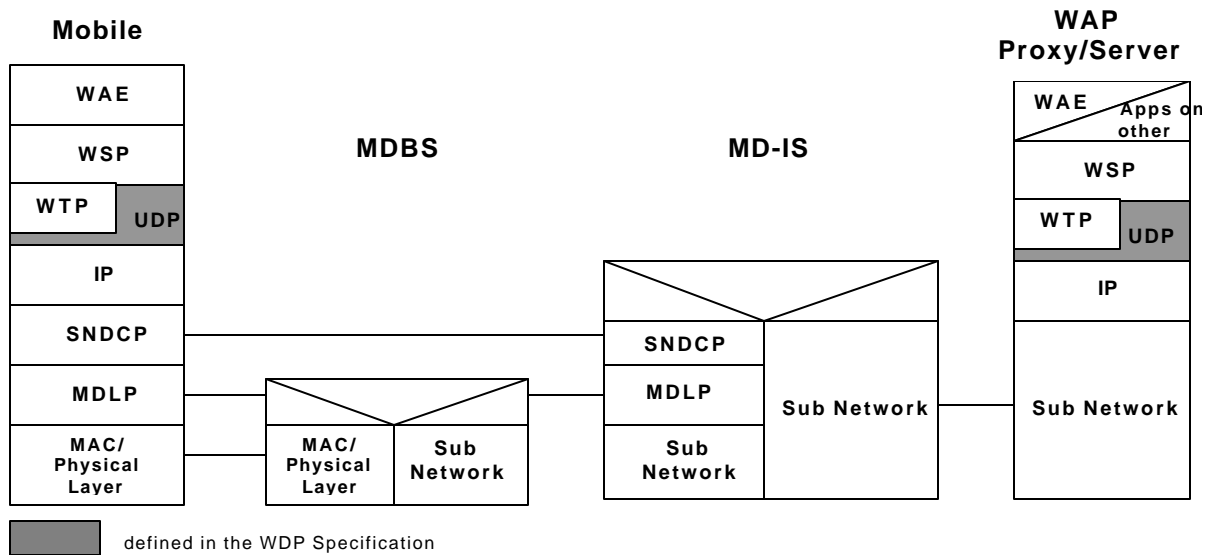 Mobile
WAE
WSP
WTP
UDP
IP
SNDCP
MDLP
MAC/
Physical
Layer
MDBS
MAC/
Physical
Layer
Sub
Network
MD-IS
SNDCP
MDLP
Sub
Network
Sub Network
WAP
Proxy/Server
WAE
Apps on
other
WSP
WTP
UDP
IP
Sub Network
defined in the WDP Specification